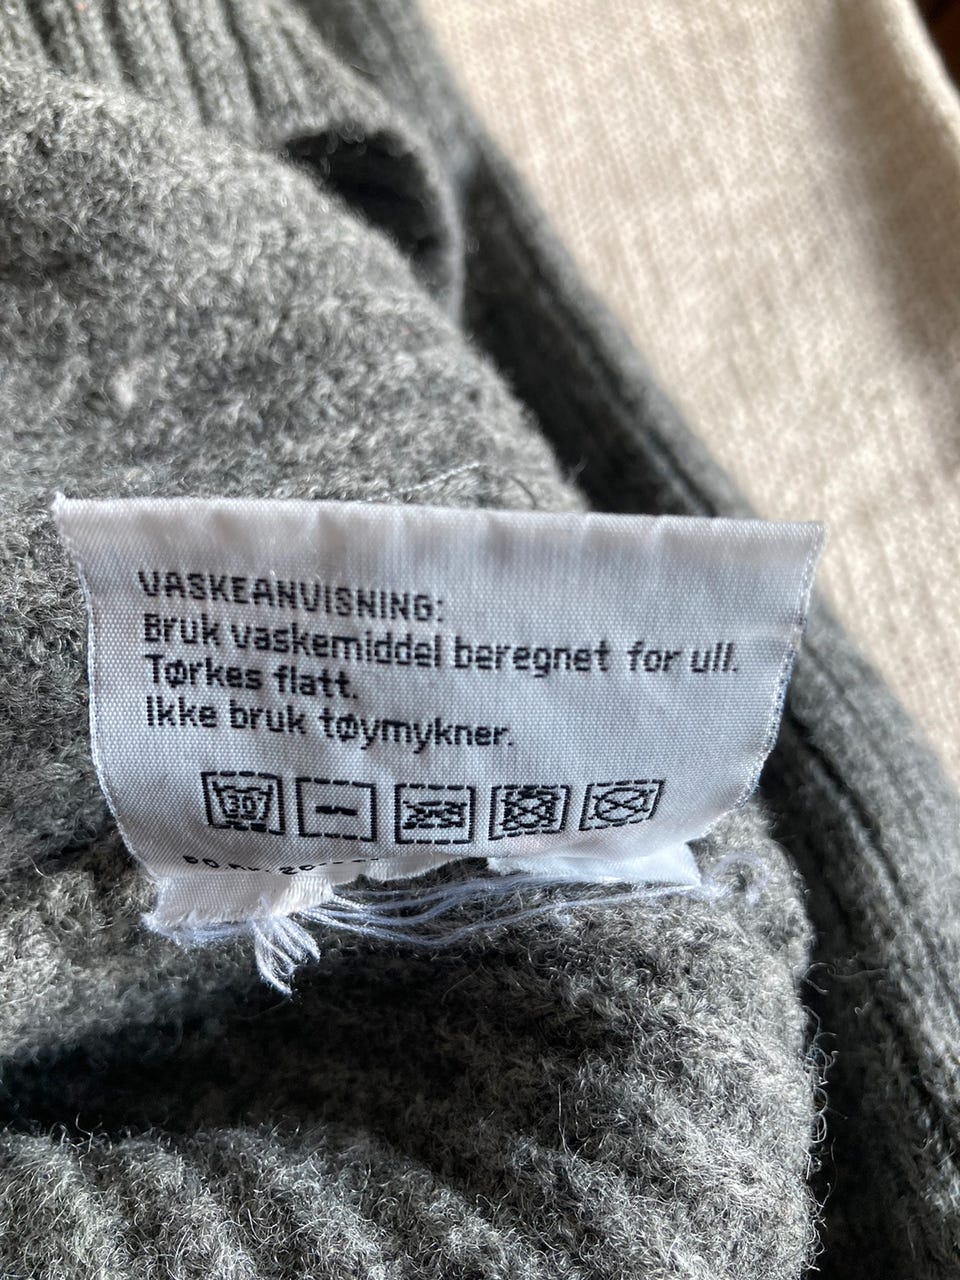 VASKEANVISNING:
Bruk vaskemiddel beregnet for ull.
Tørkes flatt.
Ikke bruk tøymykner.
30°